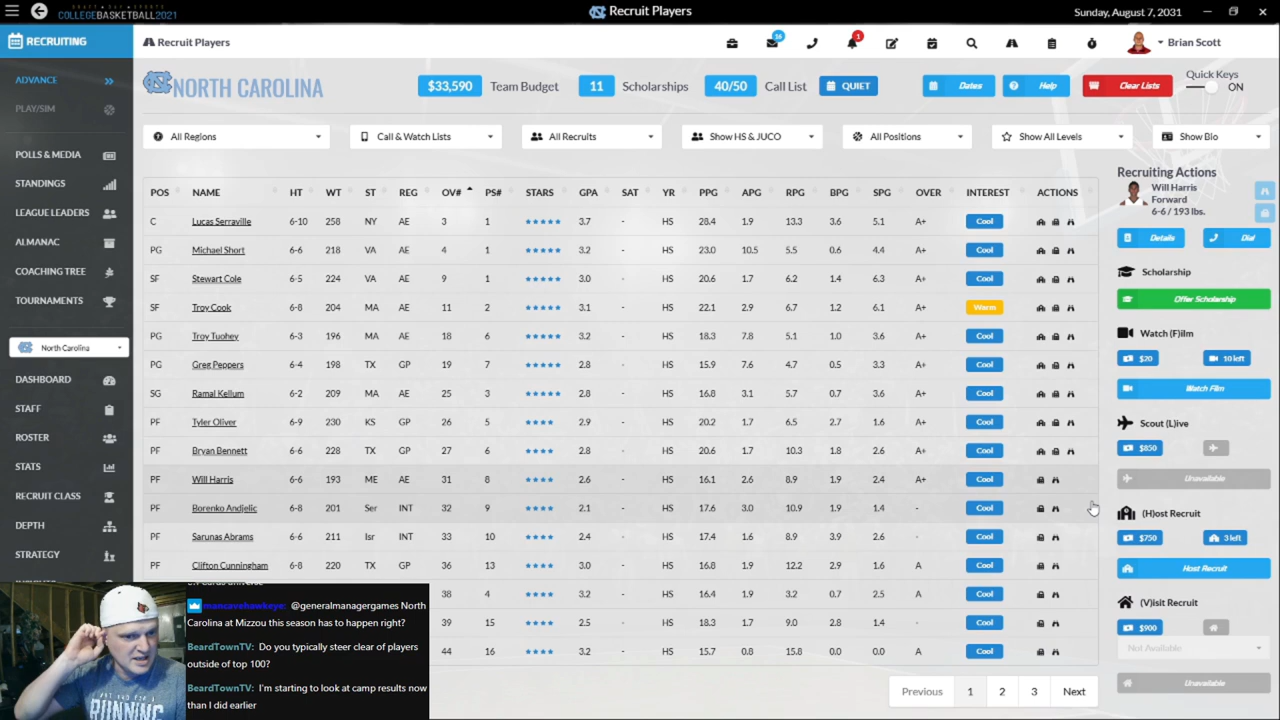 DRAFT DAY SPORTS
COLLEGEBASKETBALL2021
Recruit Players
Sunday, August 7, 2031
RECRUITING
Recruit Players
16
1
Brian Scott
ADVANCE
PLAY/SIM
POLLS & MEDIA
STANDINGS
LEAGUE LEADERS
ALMANAC
COACHING TREE
TOURNAMENTS
North Carolina
DASHBOARD
STAFF
ROSTER
STATS
RECRUIT CLASS
DEPTH
STRATEGY
NORTH CAROLINA
$33,590 Team Budget 11 Scholarships 40/50 Call List QUIET Dates Help Clear Lists
Quick Keys
ON
All Regions Call & Watch Lists All Recruits Show HS & JUCO All Positions Show All Levels Show Bio
POS NAME HT WT ST REG OV# PS# STARS GPA SAT YR PPG APG RPG BPG SPG OVER INTEREST ACTIONS
C Lucas Serraville 6-10 258 NY AE 3 1 ★★★★★ 3.7 - HS 28.4 1.9 13.3 3.6 5.1 A+ Cool
PG Michael Short 6-6 218 VA AE 4 1 ★★★★★ 3.2 - HS 23.0 10.5 5.5 0.6 4.4 A+ Cool
SF Stewart Cole 6-5 224 VA AE 9 2 ★★★★★ 3.0 - HS 20.6 1.7 6.2 1.4 6.3 A+ Cool
SF Troy Cook 6-8 204 MA AE 11 4 ★★★★★ 3.1 - HS 22.1 2.9 6.7 1.2 6.1 A+ Warm
PG Troy Tuohey 6-3 196 MA AE 18 6 ★★★★★ 3.2 - HS 18.3 4.7 5.1 1.0 3.6 A+ Cool
PG Greg Peppers 6-4 198 TX GP 19 7 ★★★★★ 2.8 - HS 15.9 7.6 4.7 0.5 3.3 A+ Cool
SG Ramal Kellum 6-2 209 MA AE 25 3 ★★★★★ 2.8 - HS 16.8 3.1 5.7 0.7 3.6 A+ Cool
PF Tyler Oliver 6-9 230 KS GP 26 5 ★★★★ 2.9 - HS 20.2 1.7 6.5 2.7 1.4 A+ Cool
PF Bryan Bennett 6-6 228 TX GP 27 6 ★★★★ 2.8 - HS 20.6 1.7 10.3 1.8 2.6 A+ Cool
PF Will Harris 6-6 193 ME AE 31 8 ★★★★ 3.0 - HS 16.1 2.6 8.9 1.9 2.4 A+ Cool
PF Borenko Andjelic 6-8 201 Ser INT 32 9 ★★★★ 2.1 - HS 17.6 3.0 10.9 1.9 1.4 - Cool
PF Sarunas Abrams 6-6 211 Isr INT 33 10 ★★★★ 2.4 - HS 17.4 1.6 8.9 3.9 2.6 - Cool
PF Clifton Cunningham 6-8 220 TX GP 36 13 ★★★★ 3.0 - HS 16.8 1.9 12.2 2.9 1.6 A Cool
38 4 ★★★★ 3.1 - HS 16.4 1.9 3.2 0.7 2.5 A Cool
39 15 ★★★★ 2.5 - HS 18.3 1.7 9.0 2.8 1.4 - Cool
44 16 ★★★★ 3.2 - HS 15.7 0.8 15.8 0.0 0.0 A Cool
Previous 1 2 3 Next
Recruiting Actions
Will Harris
Forward
6-6 / 193 lbs.
Details Dial
Scholarship
Offer Scholarship
Watch (F)ilm
$20 10 left
Watch Film
Scout (L)ive
$850
Unavailable
(H)ost Recruit
$750 3 left
Host Recruit
(V)isit Recruit
$900
Not Available
Unavailable
mancavehawkeye: @generalmanagergames North
Carolina at Mizzou this season has to happen right?
BeardTownTV: Do you typically steer clear of players
outside of top 100?
BeardTownTV: I'm starting to look at camp results now
than I did earlier
RUNNING